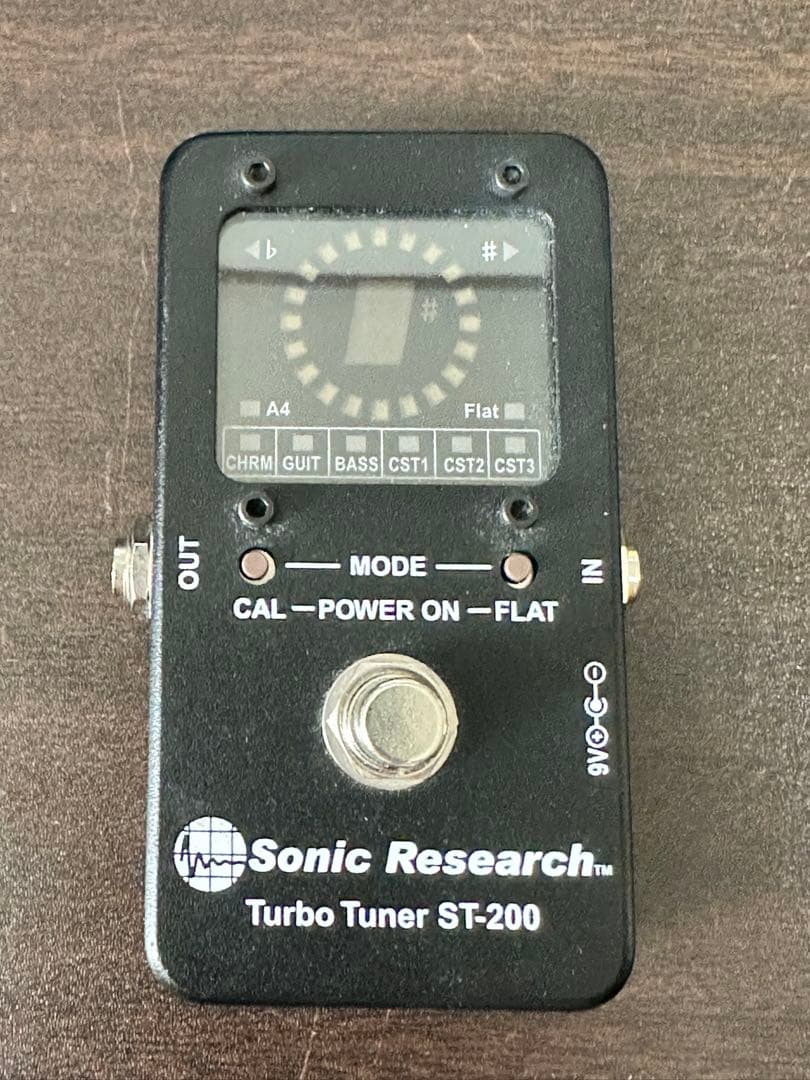 ◀ ♭ # ▶
#
A4 Flat
CHRM GUIT BASS CST1 CST2 CST3
OUT
MODE
IN
CAL — POWER ON — FLAT
9V
Sonic Research™
Turbo Tuner ST-200